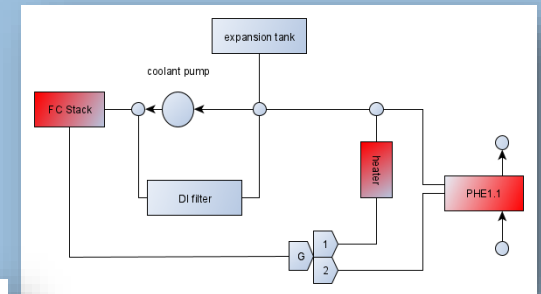 expansion tank
coolant pump
FC Stack
heater
PHE1.1
DI filter
1
G
2